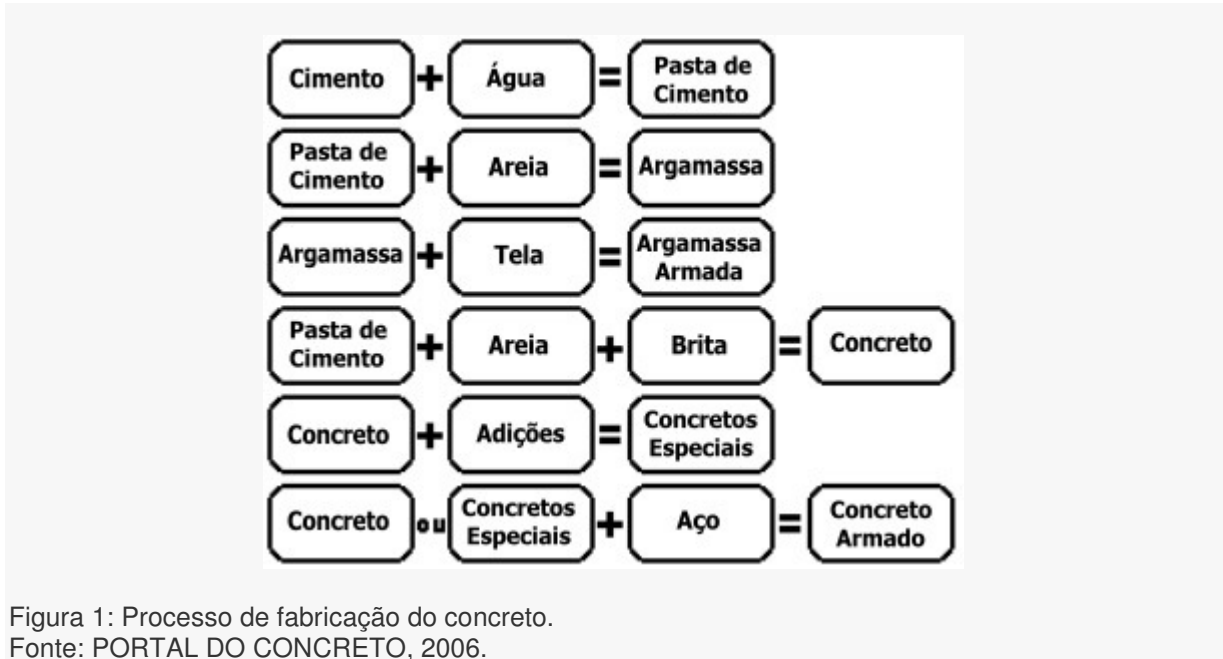 Cimento + Água = Pasta de Cimento
Pasta de Cimento + Areia = Argamassa
Argamassa + Tela = Argamassa Armada
Pasta de Cimento + Areia + Brita = Concreto
Concreto + Adições = Concretos Especiais
Concreto ou Concretos Especiais + Aço = Concreto Armado
Figura 1: Processo de fabricação do concreto.
Fonte: PORTAL DO CONCRETO, 2006.